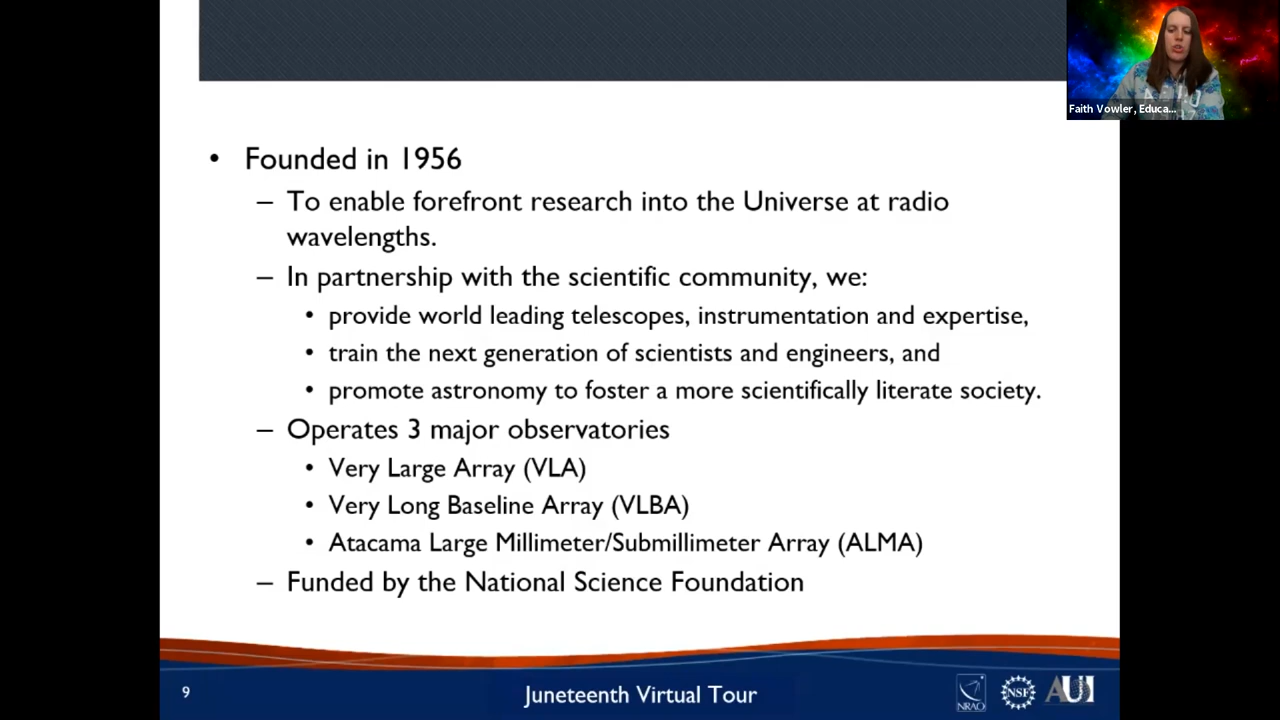 Faith Vowler, Educa...
• Founded in 1956
– To enable forefront research into the Universe at radio
wavelengths.
– In partnership with the scientific community, we:
• provide world leading telescopes, instrumentation and expertise,
• train the next generation of scientists and engineers, and
• promote astronomy to foster a more scientifically literate society.
– Operates 3 major observatories
• Very Large Array (VLA)
• Very Long Baseline Array (VLBA)
• Atacama Large Millimeter/Submillimeter Array (ALMA)
– Funded by the National Science Foundation
9
Juneteenth Virtual Tour
NRAO
NSF
AUI